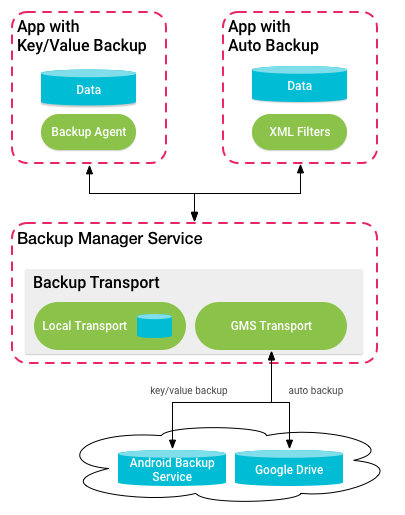 App with
Key/Value Backup
Data
Backup Agent
App with
Auto Backup
Data
XML Filters
Backup Manager Service
Backup Transport
Local Transport
GMS Transport
key/value backup
auto backup
Android Backup
Service
Google Drive